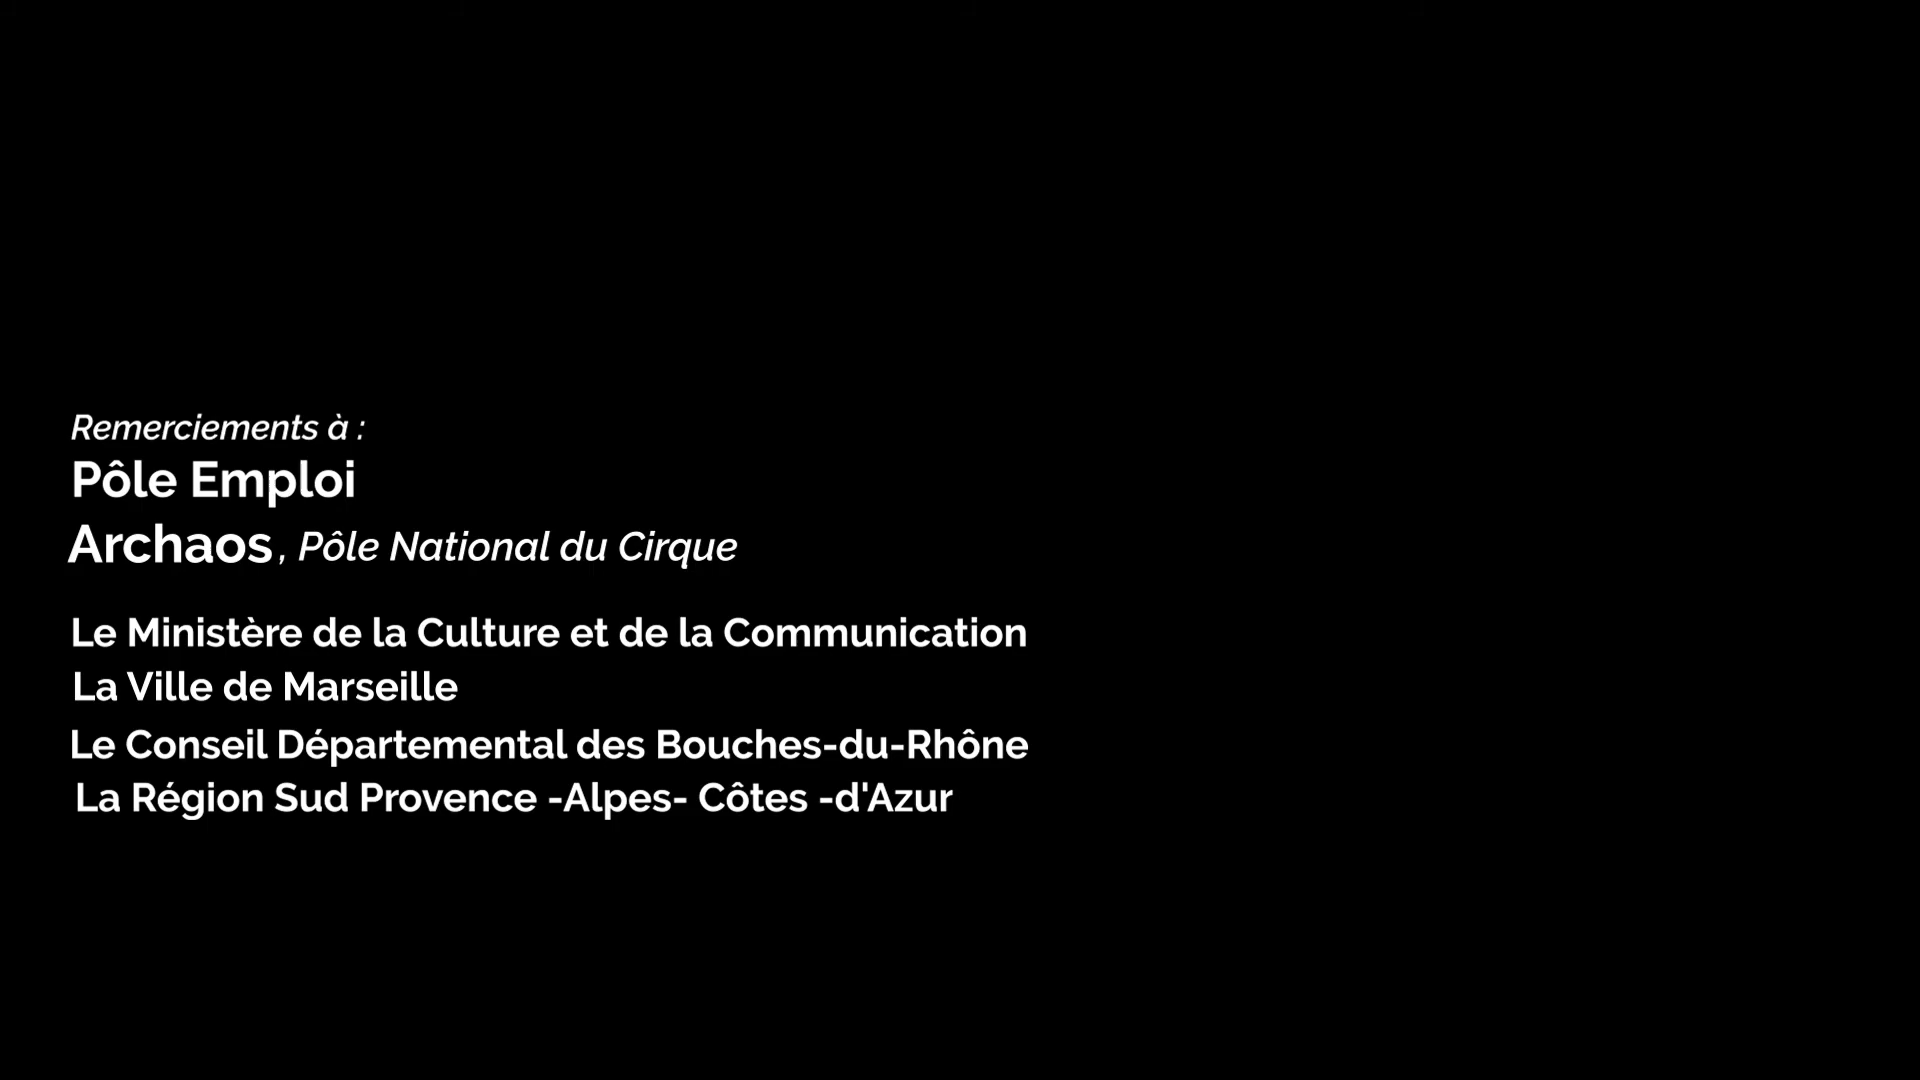 Remerciements à :
Pôle Emploi
Archaos, Pôle National du Cirque
Le Ministère de la Culture et de la Communication
La Ville de Marseille
Le Conseil Départemental des Bouches-du-Rhône
La Région Sud Provence -Alpes- Côtes -d'Azur